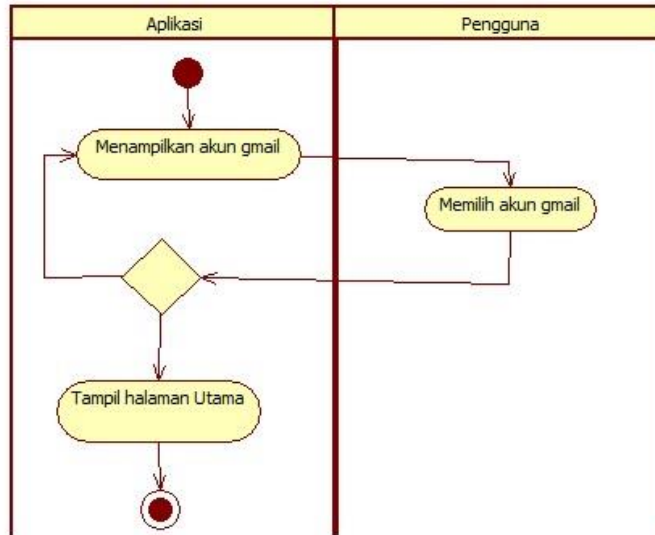 Aplikasi
Pengguna
Menampilkan akun gmail
Memilih akun gmail
Tampil halaman Utama